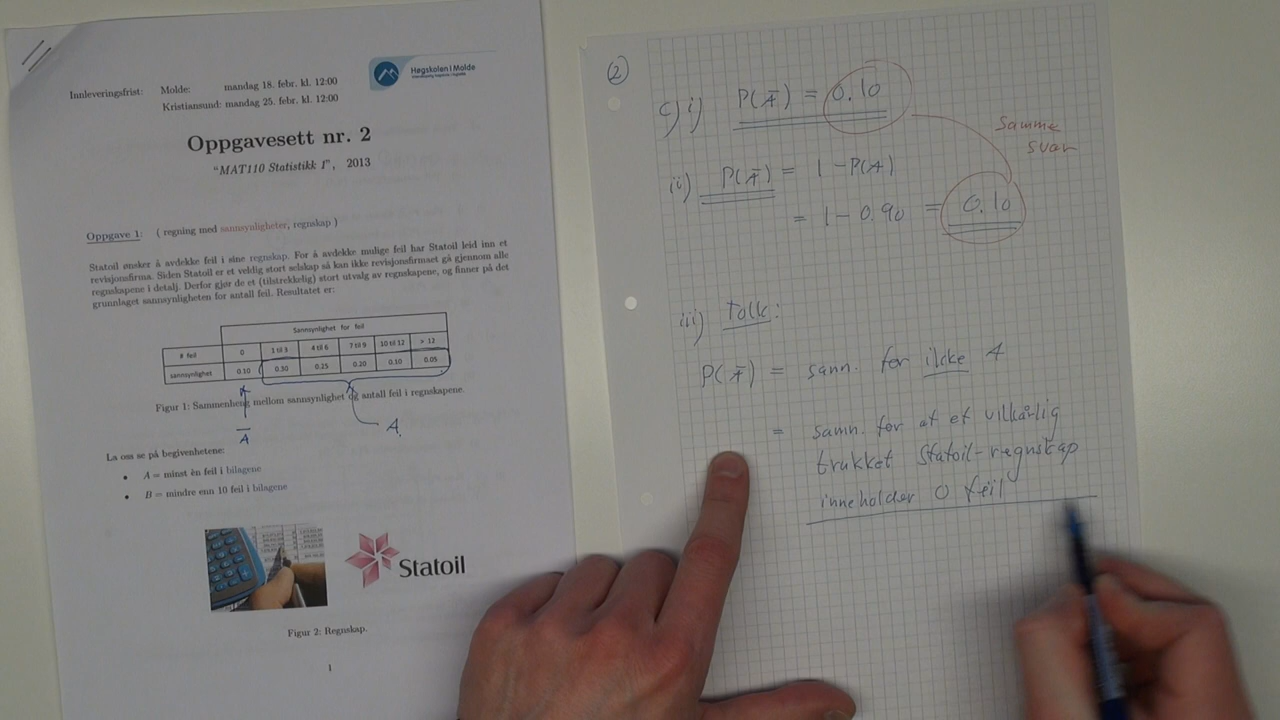 Høgskolen i Molde
Innleveringsfrist: Molde: mandag 18. febr. kl. 12:00
Kristiansund: mandag 25. febr. kl. 12:00
Oppgavesett nr. 2
"MAT110 Statistikk I", 2013
Oppgave 1: ( regning med sannsynligheter, regnskap )
Statoil ønsker å avdekke feil i sine regnskap. For å avdekke mulige feil har Statoil leid inn et
revisjonsfirma. Siden Statoil er et veldig stort selskap så kan ikke revisjonsfirmaet gå gjennom alle
regnskapene i detalj. Derfor gjør de et (tilstrekkelig) stort utvalg av regnskapene, og finner på det
grunnlaget sannsynligheten for antall feil. Resultatet er:
Sannsynlighet for feil
# feil 0 1 til 3 4 til 6 7 til 9 10 til 12 > 12
sannsynlighet 0.10 0.30 0.25 0.20 0.10 0.05
Figur 1: Sammenheng mellom sannsynlighet og antall feil i regnskapene.
A̅
A
La oss se på begivenhetene:
• A = minst én feil i bilagene
• B = mindre enn 10 feil i bilagene
Statoil
Figur 2: Regnskap.
1
②
c) i) P(A̅) = 0.10
samme
svar
ii) P(A̅) = 1 - P(A)
= 1 - 0.90 = 0.10
iii) Tolk:
P(A̅) = sann. for ikke A
= sann. for at et vilkårlig
trukket Statoil-regnskap
inneholder 0 feil